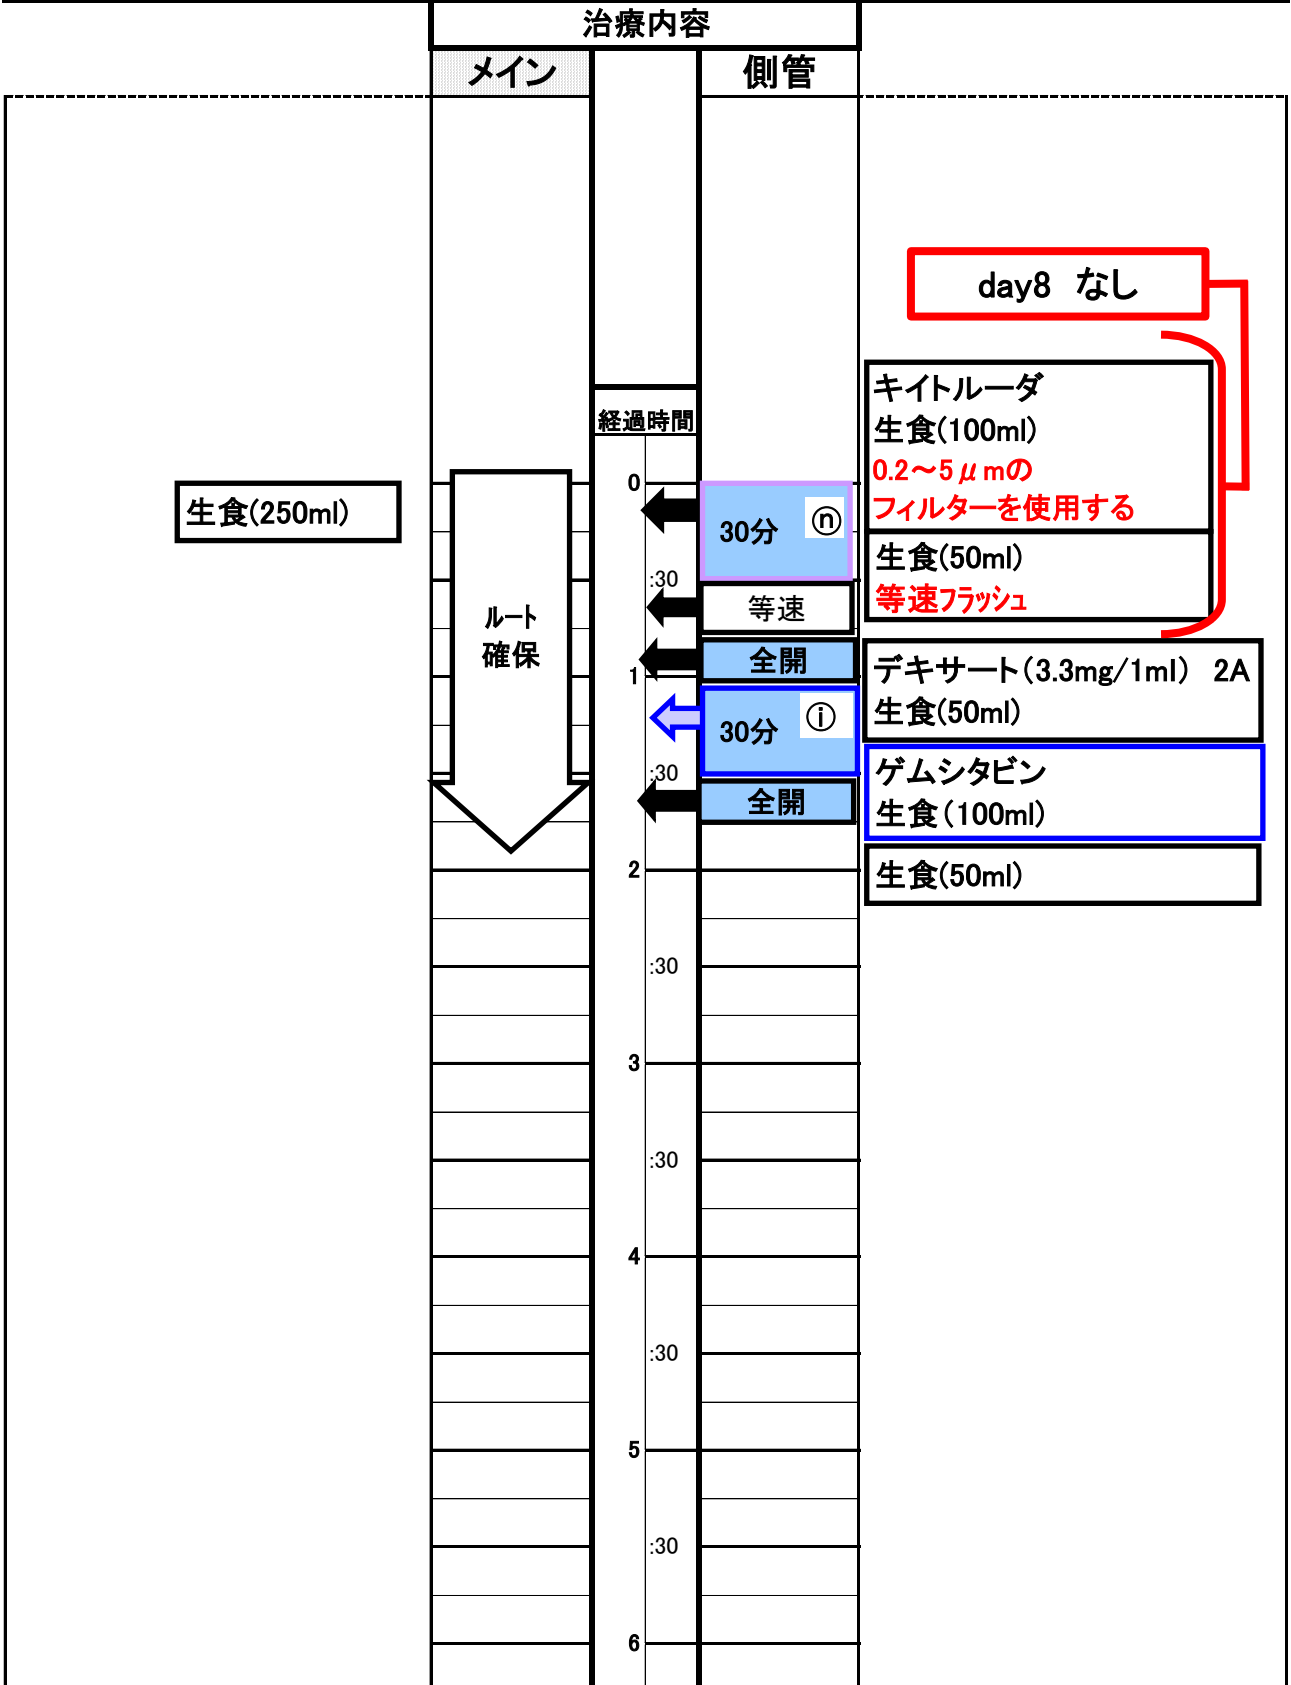 治療内容
メイン
側管
day8　なし
キイトルーダ
生食(100ml)
0.2～5μmの
フィルターを使用する
経過時間
生食(250ml)
ルート
確保
0
30分
ⓝ
:30
等速
生食(50ml)
等速フラッシュ
全開
1
デキサート(3.3mg/1ml)　2A
生食(50ml)
30分
ⓘ
:30
ゲムシタビン
生食(100ml)
全開
2
生食(50ml)
:30
3
:30
4
:30
5
:30
6